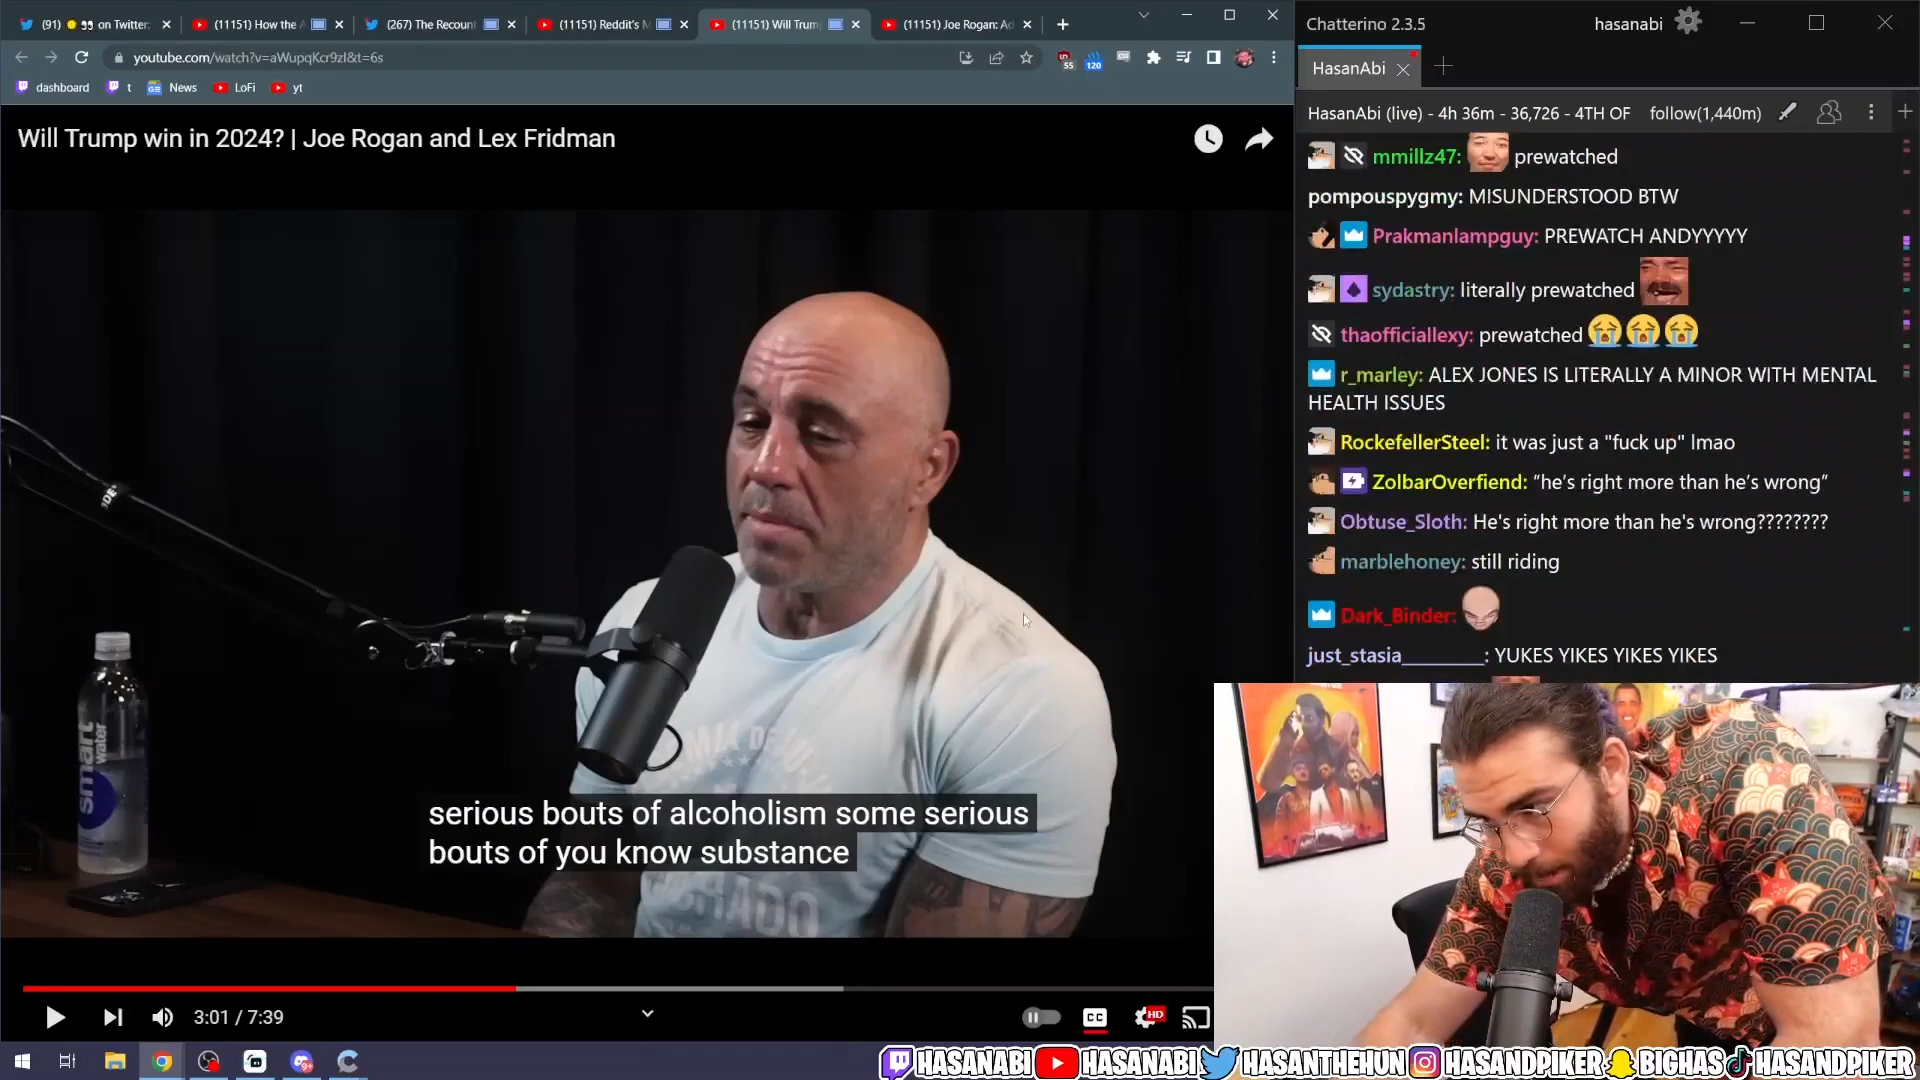 (91) on Twitter:
(11151) How the A
(267) The Recount
(11151) Reddit's M
(11151) Will Trump
(11151) Joe Rogan: Ad
youtube.com/watch?v=aWupqKcr9zI&t=6s
55
120
dashboard
t
News
LoFi
yt
Will Trump win in 2024? | Joe Rogan and Lex Fridman
smart
water
serious bouts of alcoholism some serious
bouts of you know substance
3:01 / 7:39
CC
HD
Chatterino 2.3.5
hasanabi
HasanAbi
HasanAbi (live) - 4h 36m - 36,726 - 4TH OF
follow(1,440m)
mmillz47: prewatched
pompouspygmy: MISUNDERSTOOD BTW
Prakmanlampguy: PREWATCH ANDYYYYY
sydastry: literally prewatched
thaofficiallexy: prewatched
r_marley: ALEX JONES IS LITERALLY A MINOR WITH MENTAL
HEALTH ISSUES
RockefellerSteel: it was just a "fuck up" lmao
ZolbarOverfiend: “he’s right more than he’s wrong”
Obtuse_Sloth: He's right more than he's wrong????????
marblehoney: still riding
Dark_Binder:
just_stasia________: YUKES YIKES YIKES YIKES
HASANABI
HASANABI
HASANTHEHUN
HASANDPIKER
BIGHAS
HASANDPIKER